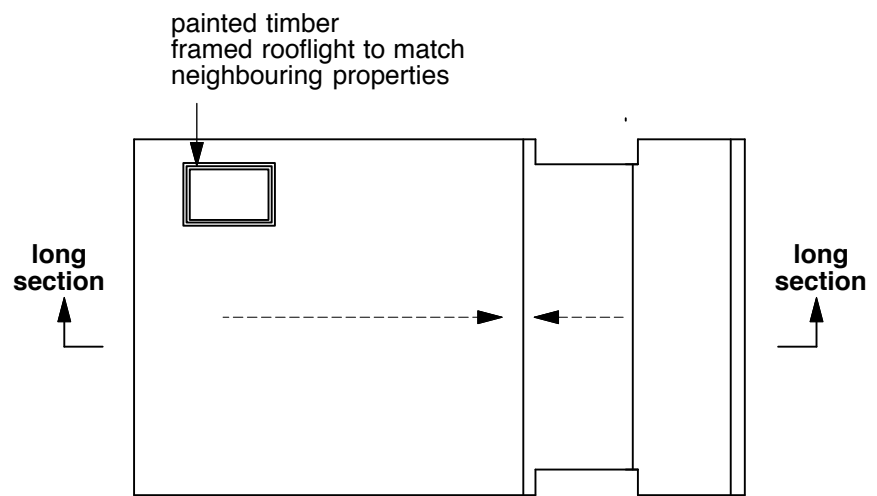 painted timber
framed rooflight to match
neighbouring properties
long
section
long
section